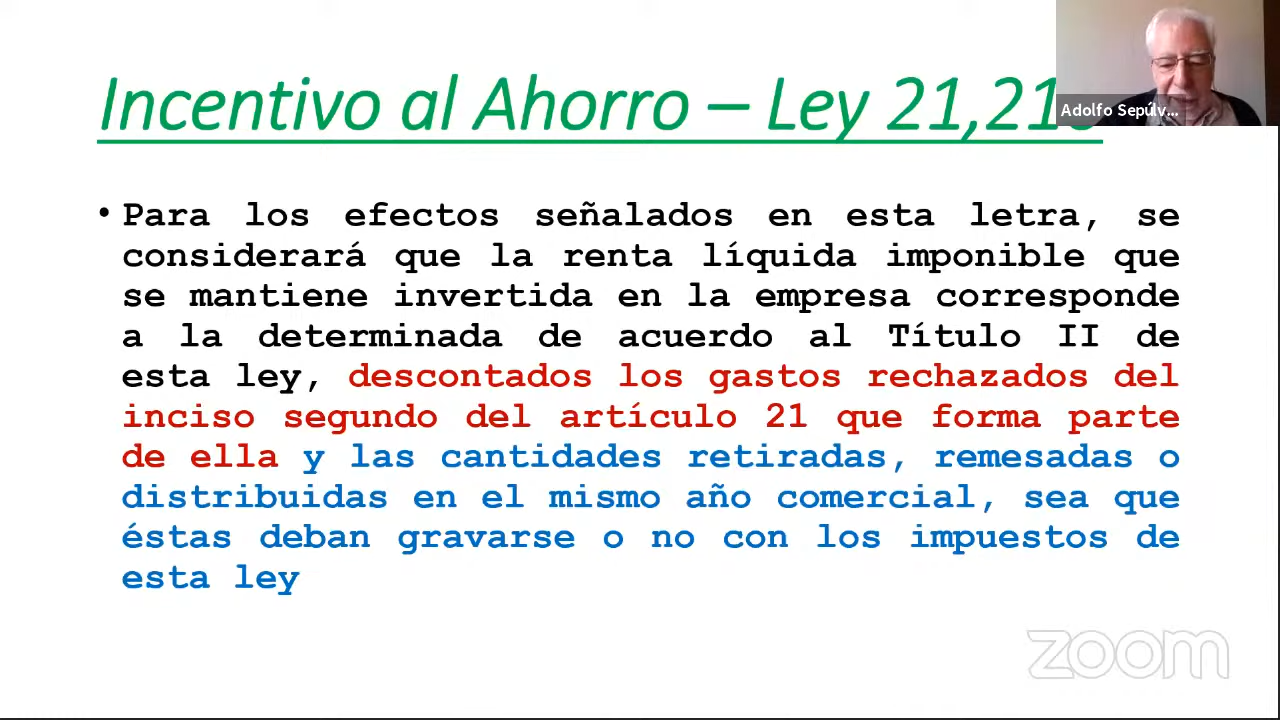 Incentivo al Ahorro – Ley 21,21
Adolfo Sepúlv...
• Para los efectos señalados en esta letra, se
considerará que la renta líquida imponible que
se mantiene invertida en la empresa corresponde
a la determinada de acuerdo al Título II de
esta ley, descontados los gastos rechazados del
inciso segundo del artículo 21 que forma parte
de ella y las cantidades retiradas, remesadas o
distribuidas en el mismo año comercial, sea que
éstas deban gravarse o no con los impuestos de
esta ley
zoom